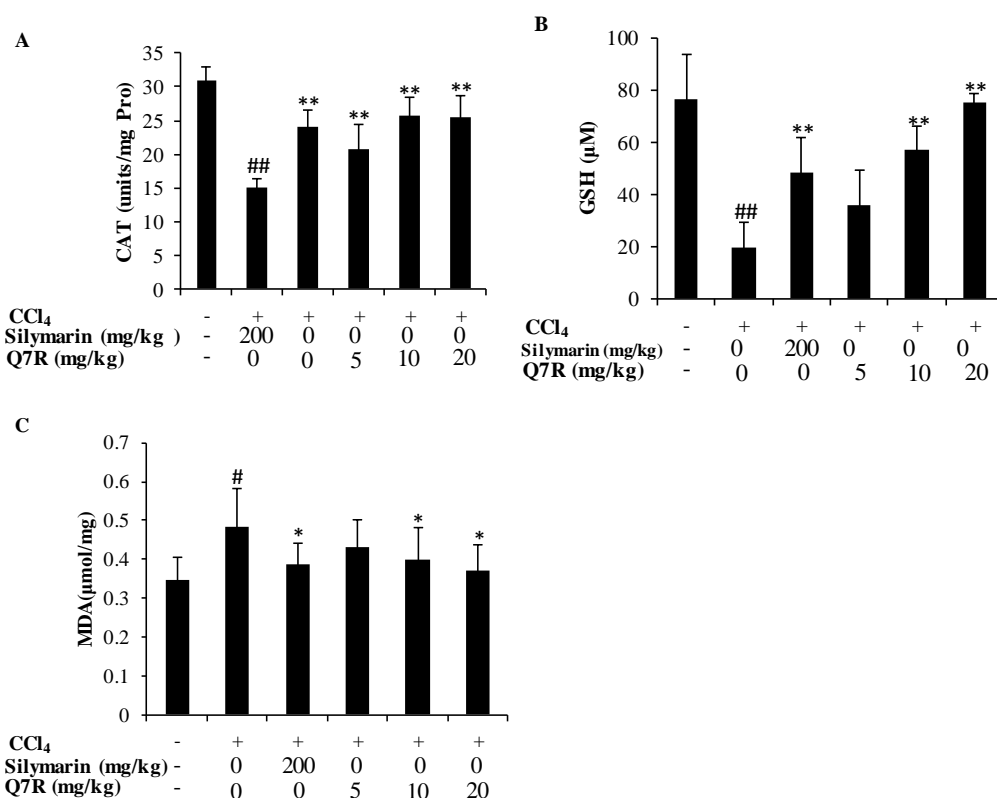 A
CAT (units/mg Pro)
35
30
25
20
15
10
5
0
##
**
**
**
**
CCl4 - + + + + +
Silymarin (mg/kg ) - 200 0 0 0 0
Q7R (mg/kg) - 0 0 5 10 20
B
GSH (µM)
100
80
60
40
20
0
##
**
**
**
CCl4 - + + + + +
Silymarin (mg/kg) - 0 200 0 0 0
Q7R (mg/kg) - 0 0 5 10 20
C
MDA(µmol/mg)
0.7
0.6
0.5
0.4
0.3
0.2
0.1
0
#
*
*
*
CCl4 - + + + + +
Silymarin (mg/kg) - 0 200 0 0 0
Q7R (mg/kg) - 0 0 5 10 20